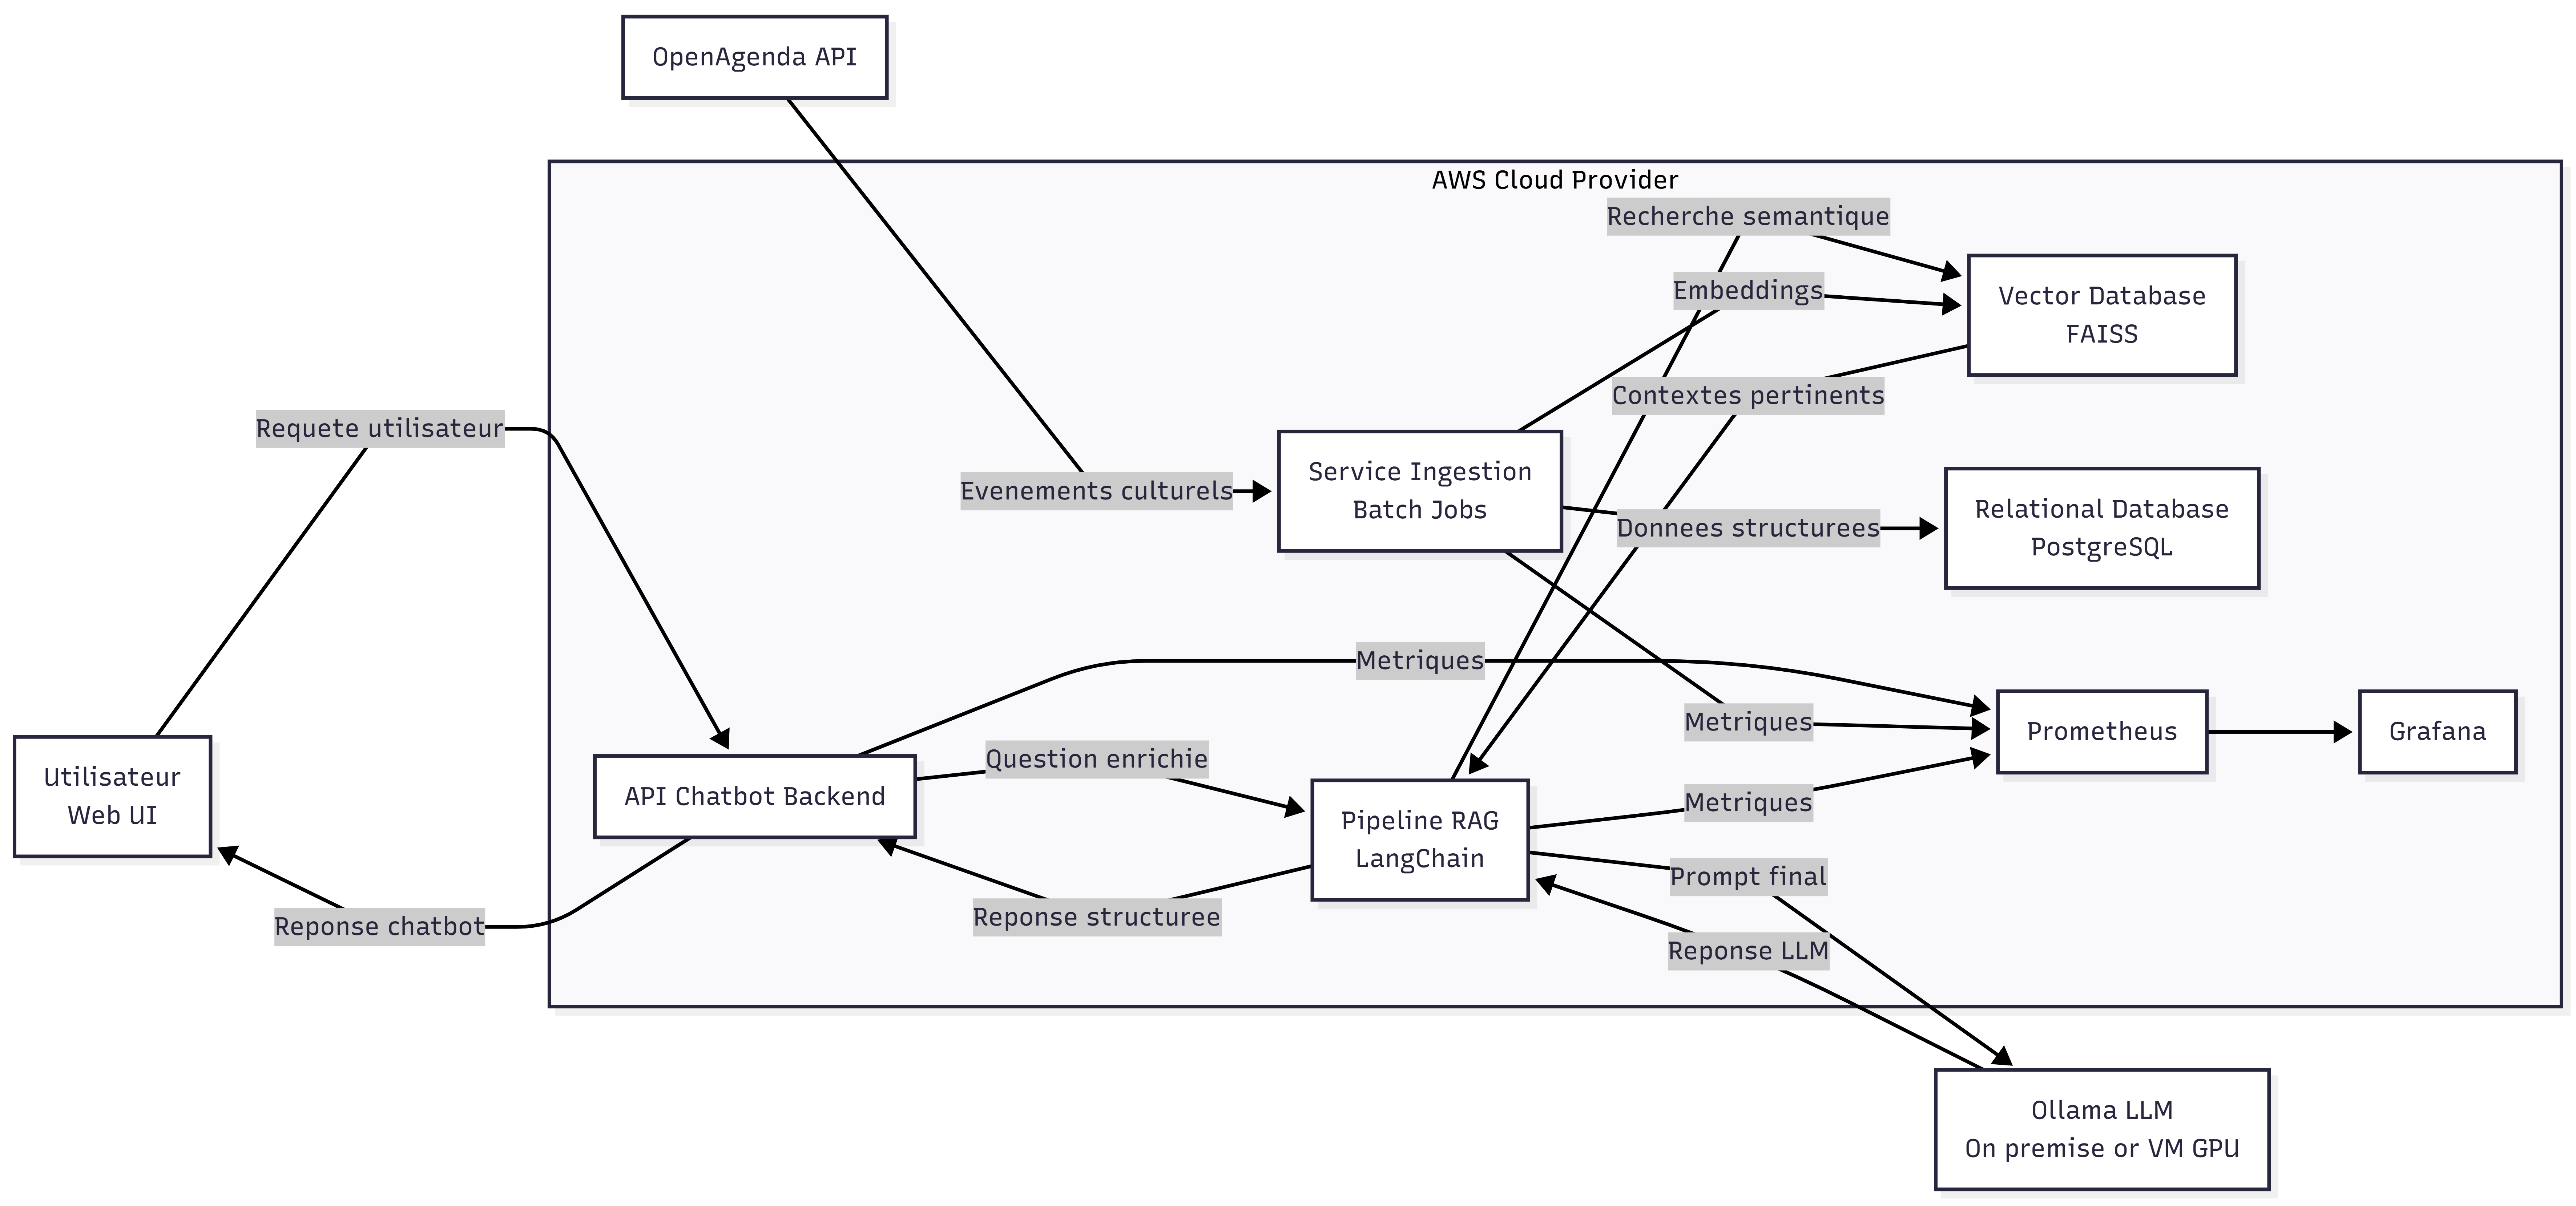 OpenAgenda API
AWS Cloud Provider
Recherche semantique
Embeddings
Vector Database
FAISS
Contextes pertinents
Requete utilisateur
Evenements culturels
Service Ingestion
Batch Jobs
Donnees structurees
Relational Database
PostgreSQL
Metriques
Metriques
Prometheus
Grafana
Utilisateur
Web UI
API Chatbot Backend
Question enrichie
Pipeline RAG
LangChain
Metriques
Prompt final
Reponse chatbot
Reponse structuree
Reponse LLM
Ollama LLM
On premise or VM GPU